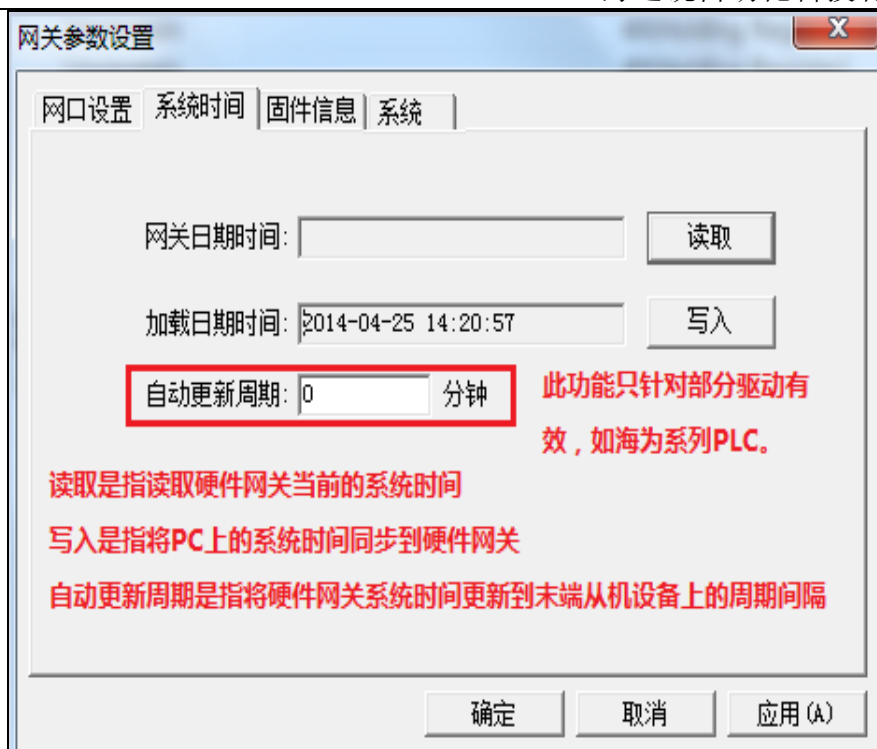 网关参数设置
X
网口设置 系统时间 固件信息 系统
网关日期时间: 读取
加载日期时间: 2014-04-25 14:20:57 写入
自动更新周期: 0 分钟
此功能只针对部分驱动有
效，如海为系列PLC。
读取是指读取硬件网关当前的系统时间
写入是指将PC上的系统时间同步到硬件网关
自动更新周期是指将硬件网关系统时间更新到末端从机设备上的周期间隔
确定 取消 应用(A)